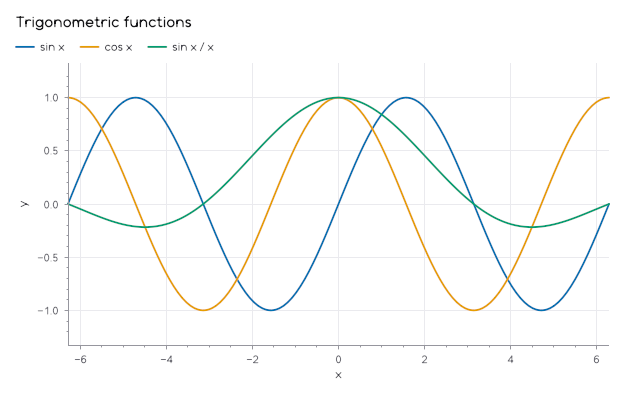 Trigonometric functions
sin x cos x sin x / x
1.0
0.5
0.0
−0.5
−1.0
y
−6 −4 −2 0 2 4 6
x